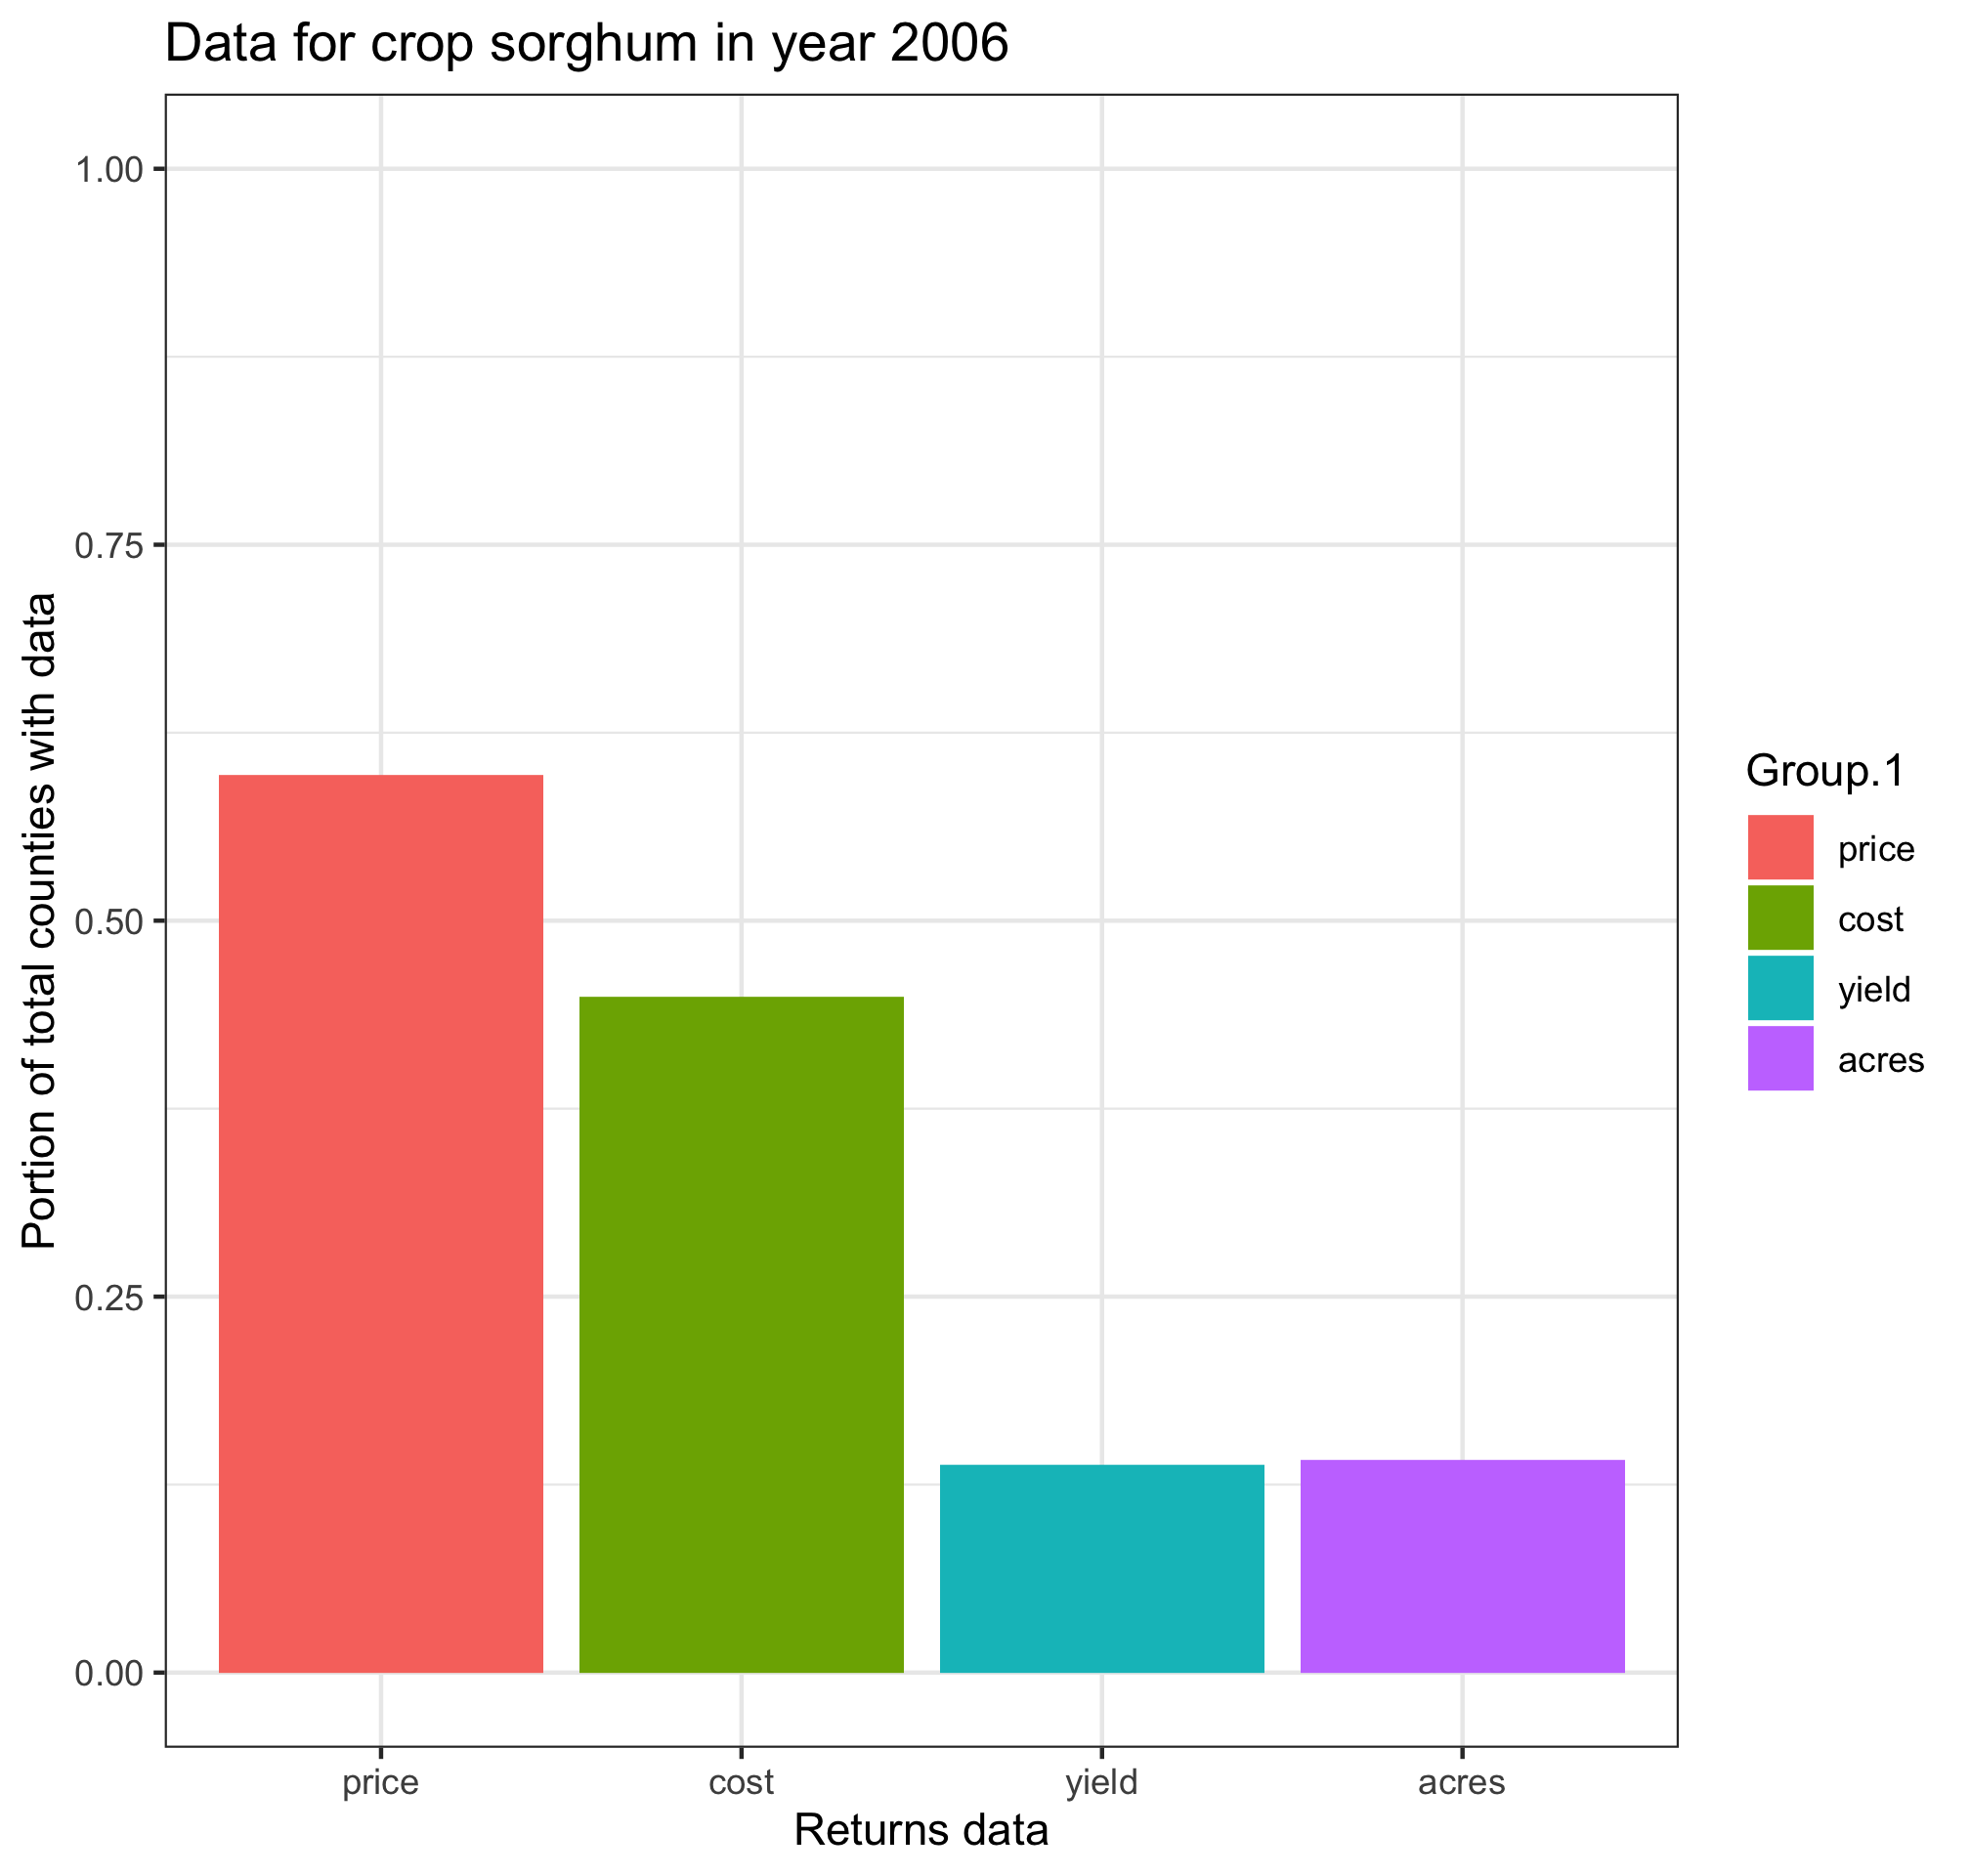 Data for crop sorghum in year 2006
Portion of total counties with data
1.00
0.75
0.50
0.25
0.00
price cost yield acres
Returns data
Group.1
price
cost
yield
acres